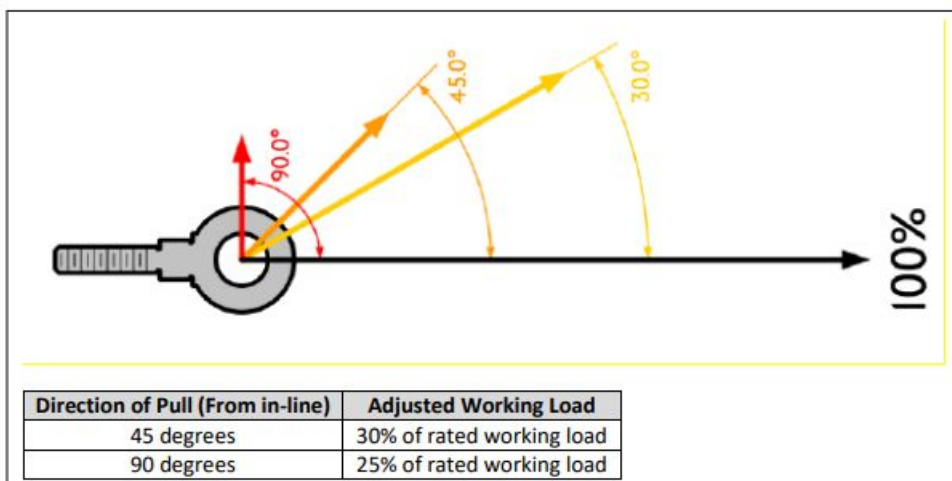 90.0°
45.0°
30.0°
100%
Direction of Pull (From in-line) Adjusted Working Load
45 degrees 30% of rated working load
90 degrees 25% of rated working load